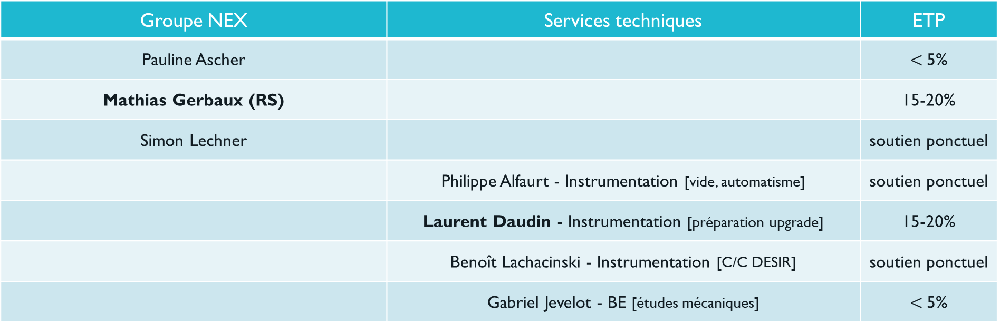 Groupe NEX Services techniques ETP
Pauline Ascher < 5%
Mathias Gerbaux (RS) 15-20%
Simon Lechner soutien ponctuel
Philippe Alfaurt - Instrumentation [vide, automatisme] soutien ponctuel
Laurent Daudin - Instrumentation [préparation upgrade] 15-20%
Benoît Lachacinski - Instrumentation [C/C DESIR] soutien ponctuel
Gabriel Jevelot - BE [études mécaniques] < 5%